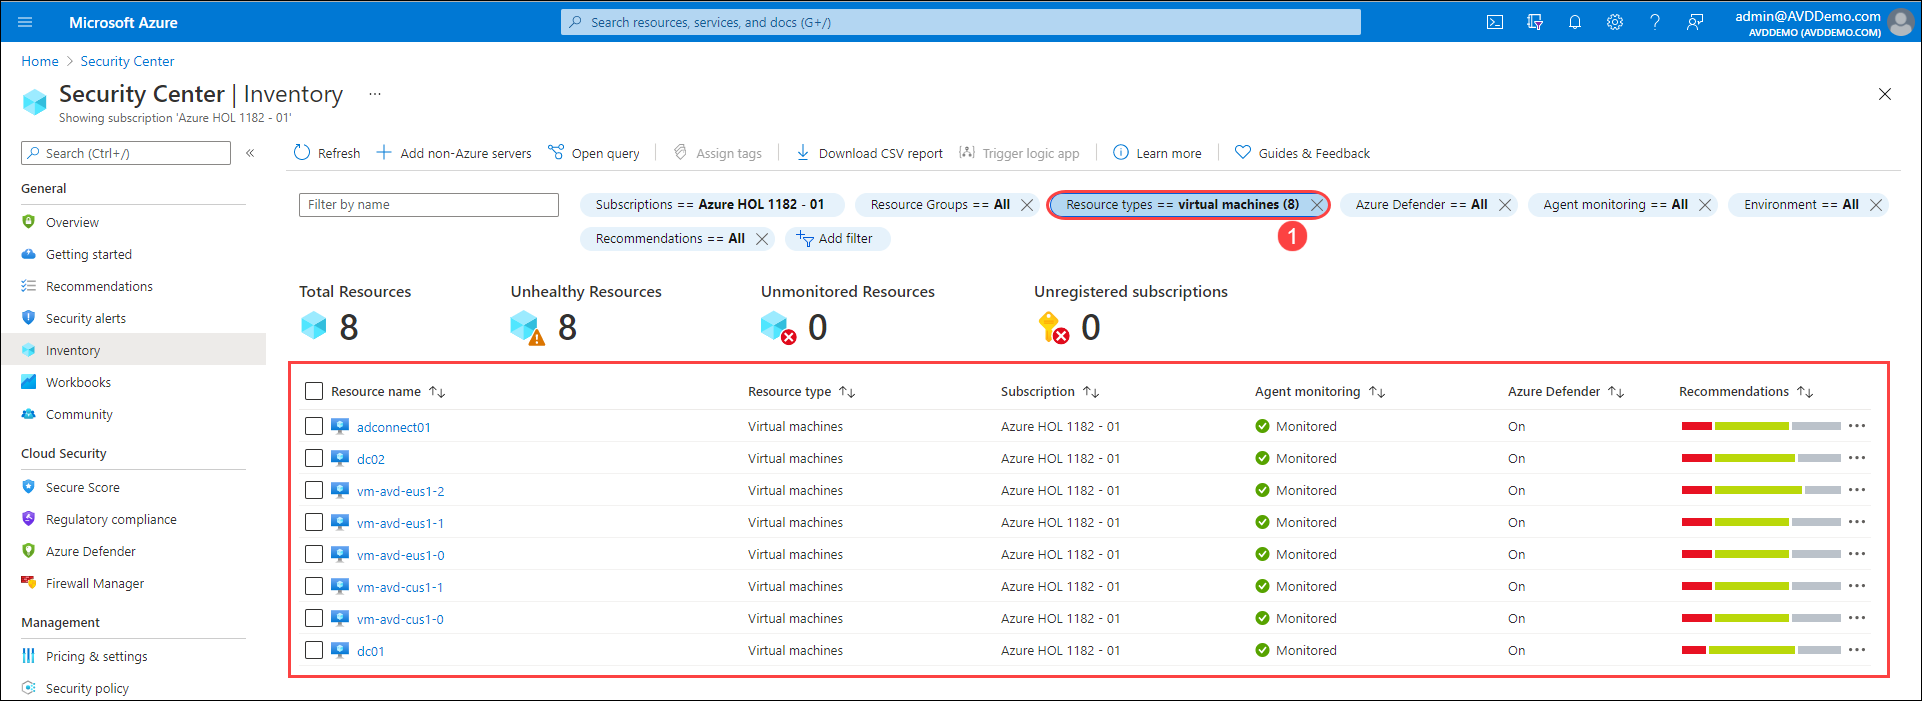 Microsoft Azure
Search resources, services, and docs (G+/)
admin@AVDDemo.com
AVDDEMO (AVDDEMO.COM)
Home > Security Center
Security Center | Inventory ...
Showing subscription 'Azure HOL 1182 - 01'
Search (Ctrl+/) «
Refresh Add non-Azure servers Open query Assign tags Download CSV report Trigger logic app Learn more Guides & Feedback
General
Overview
Getting started
Recommendations
Security alerts
Inventory
Workbooks
Community
Cloud Security
Secure Score
Regulatory compliance
Azure Defender
Firewall Manager
Management
Pricing & settings
Security policy
Filter by name Subscriptions == Azure HOL 1182 - 01 Resource Groups == All Resource types == virtual machines (8) Azure Defender == All Agent monitoring == All Environment == All
Recommendations == All Add filter 1
Total Resources Unhealthy Resources Unmonitored Resources Unregistered subscriptions
8 8 0 0
Resource name Resource type Subscription Agent monitoring Azure Defender Recommendations
adconnect01 Virtual machines Azure HOL 1182 - 01 Monitored On
dc02 Virtual machines Azure HOL 1182 - 01 Monitored On
vm-avd-eus1-2 Virtual machines Azure HOL 1182 - 01 Monitored On
vm-avd-eus1-1 Virtual machines Azure HOL 1182 - 01 Monitored On
vm-avd-eus1-0 Virtual machines Azure HOL 1182 - 01 Monitored On
vm-avd-cus1-1 Virtual machines Azure HOL 1182 - 01 Monitored On
vm-avd-cus1-0 Virtual machines Azure HOL 1182 - 01 Monitored On
dc01 Virtual machines Azure HOL 1182 - 01 Monitored On